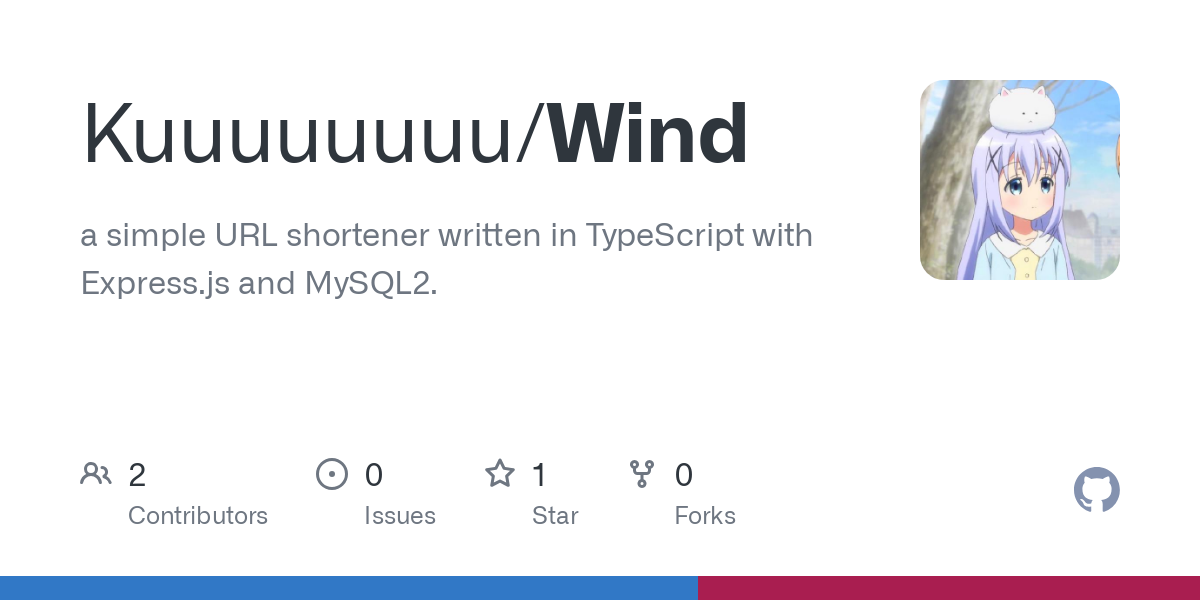 Kuuuuuuuu/Wind
a simple URL shortener written in TypeScript with
Express.js and MySQL2.
2 0 1 0
Contributors Issues Star Forks